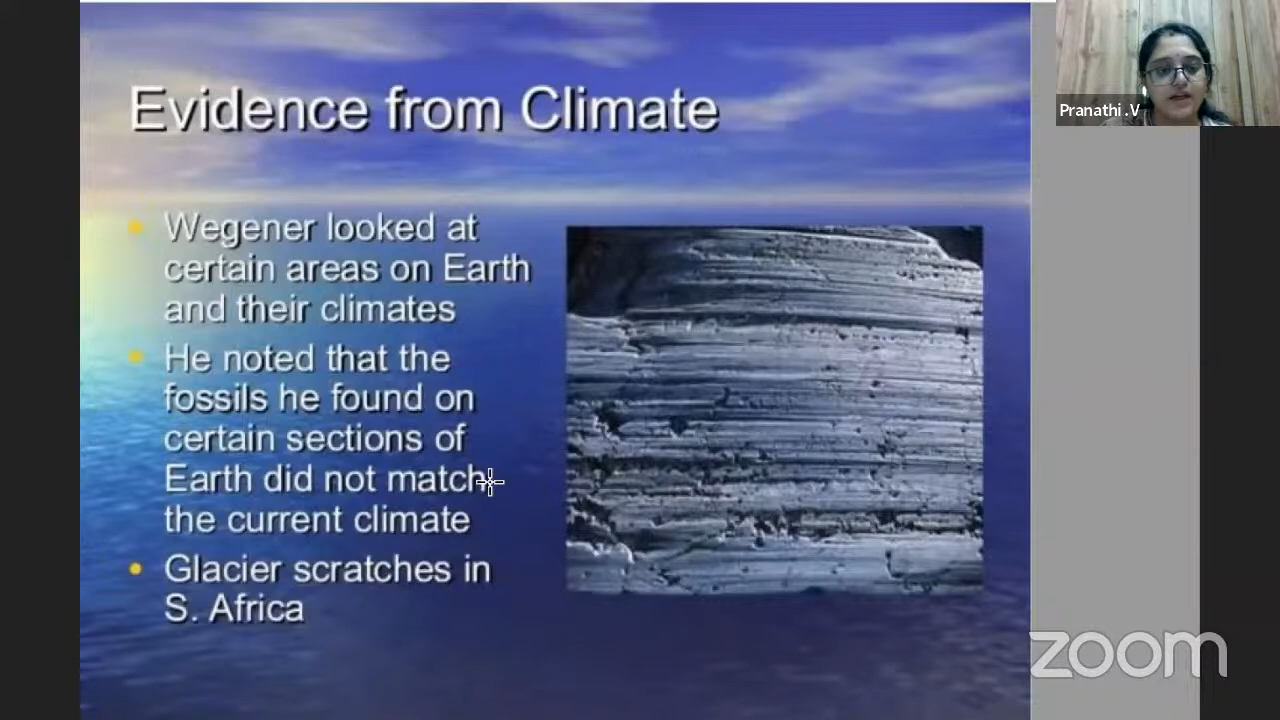 Evidence from Climate
• Wegener looked at
certain areas on Earth
and their climates
• He noted that the
fossils he found on
certain sections of
Earth did not match
the current climate
• Glacier scratches in
S. Africa
Pranathi .V
zoom